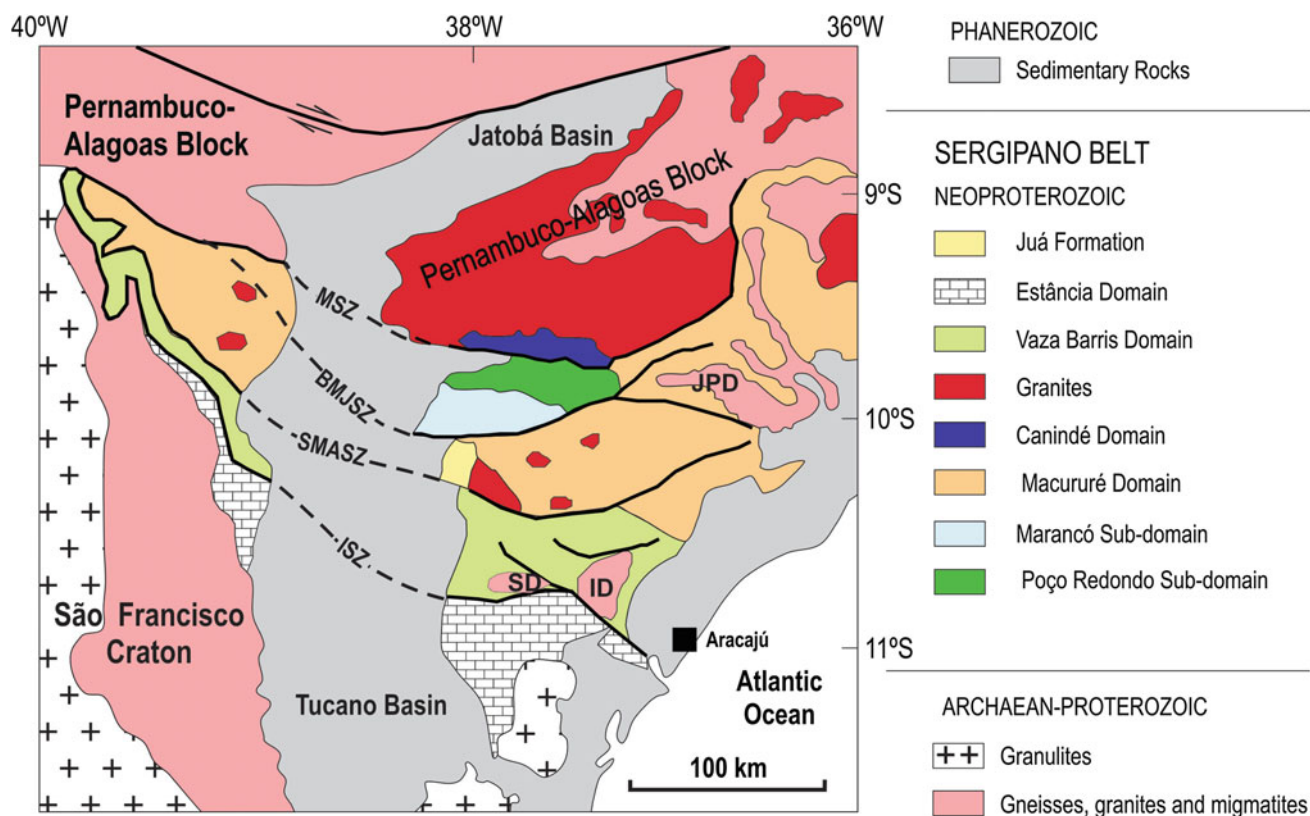 40ºW
38ºW
36ºW
Pernambuco-
Alagoas Block
Jatobá Basin
Pernambuco-Alagoas Block
9ºS
MSZ
BMJSZ
JPD
10ºS
SMASZ
ISZ
SD
ID
São Francisco
Craton
Aracajú
11ºS
Tucano Basin
Atlantic
Ocean
100 km
PHANEROZOIC
Sedimentary Rocks
SERGIPANO BELT
NEOPROTEROZOIC
Juá Formation
Estância Domain
Vaza Barris Domain
Granites
Canindé Domain
Macururé Domain
Marancó Sub-domain
Poço Redondo Sub-domain
ARCHAEAN-PROTEROZOIC
Granulites
Gneisses, granites and migmatites